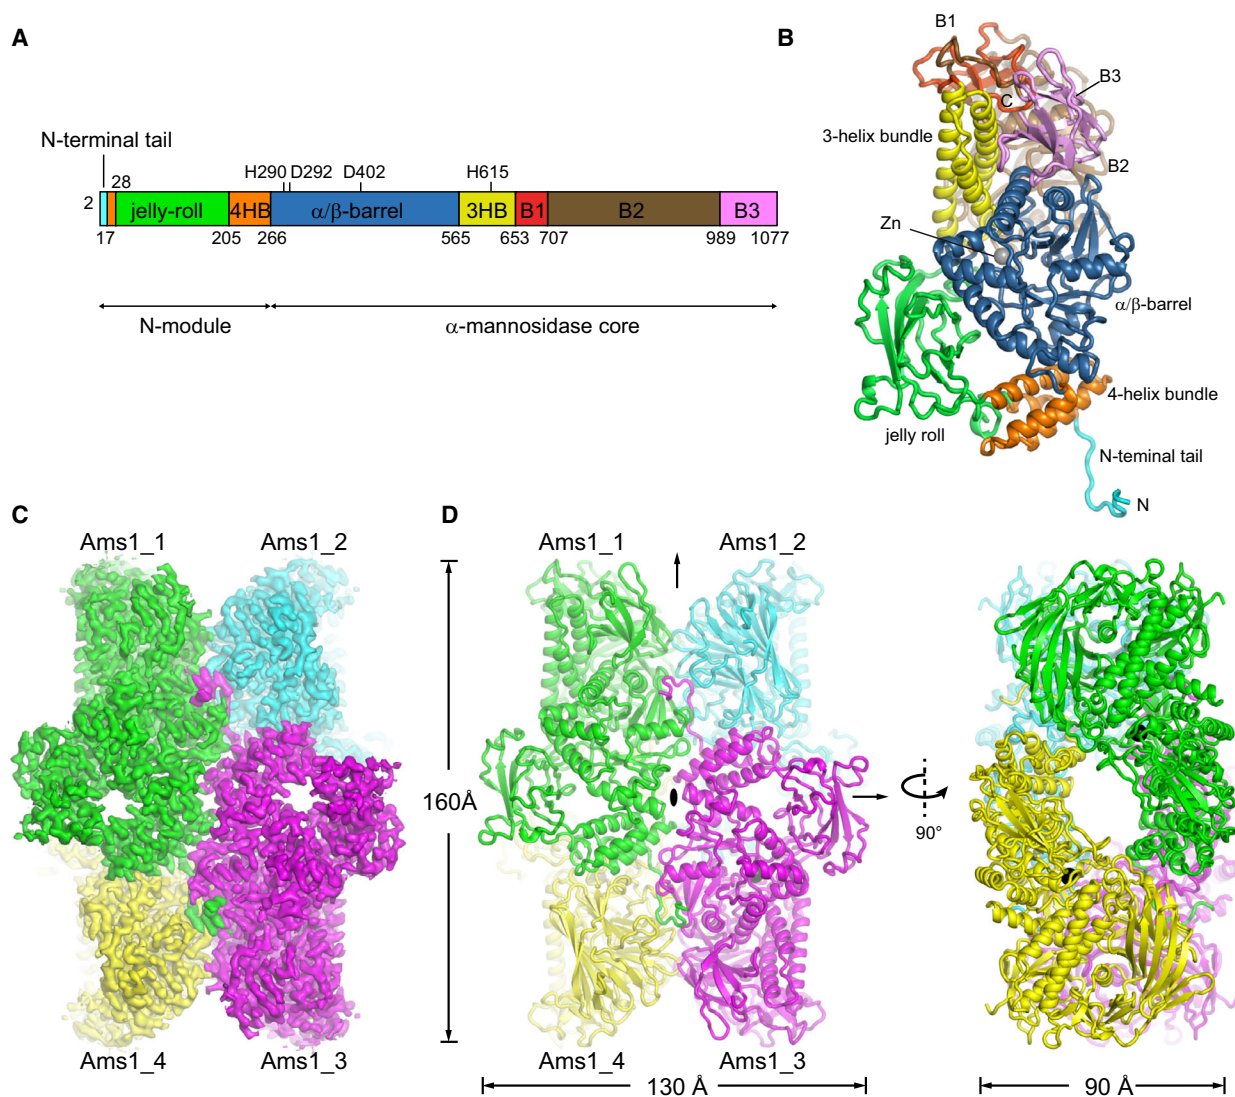 A
N-terminal tail
2
28
H290
D292
D402
H615
jelly-roll
4HB
α/β-barrel
3HB
B1
B2
B3
17
205
266
565
653
707
989
1077
N-module
α-mannosidase core
B
B1
B3
C
3-helix bundle
B2
Zn
α/β-barrel
4-helix bundle
jelly roll
N-teminal tail
N
C
Ams1_1
Ams1_2
Ams1_4
Ams1_3
D
Ams1_1
Ams1_2
160Å
90°
Ams1_4
Ams1_3
130 Å
90 Å